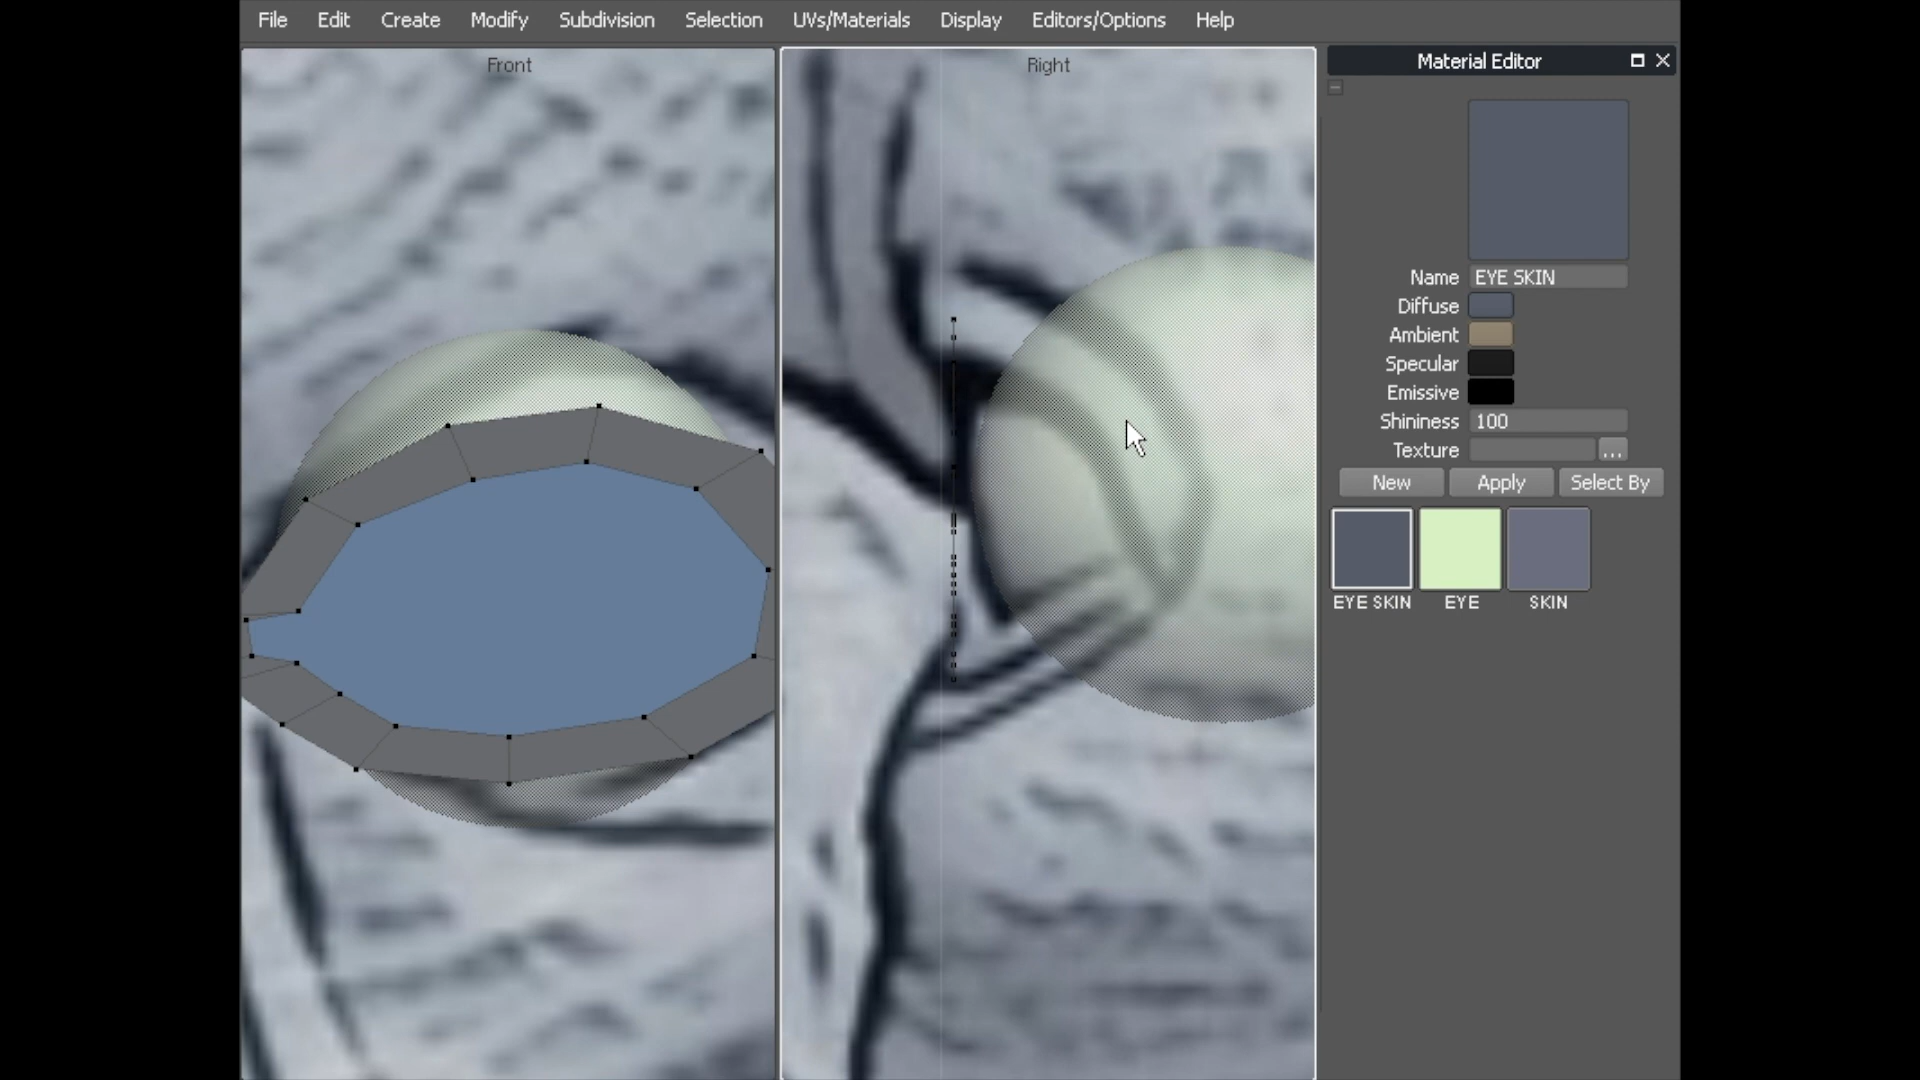 File Edit Create Modify Subdivision Selection UVs/Materials Display Editors/Options Help
Front
Right
Material Editor
Name EYE SKIN
Diffuse
Ambient
Specular
Emissive
Shininess 100
Texture ...
New Apply Select By
EYE SKIN EYE SKIN